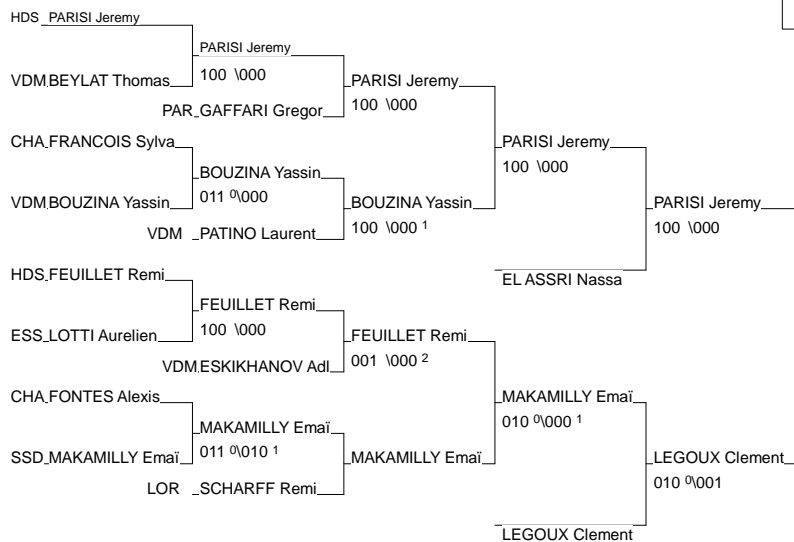 HDS PARISI Jeremy
PARISI Jeremy
100 \000
VDM BEYLAT Thomas
PARISI Jeremy
100 \000
PAR GAFFARI Gregor
CHA FRANCOIS Sylva
PARISI Jeremy
100 \000
BOUZINA Yassin
011 0\000
VDM BOUZINA Yassin
BOUZINA Yassin
100 \000 1
PARISI Jeremy
100 \000
VDM PATINO Laurent
HDS FEUILLET Remi
EL ASSRI Nassa
FEUILLET Remi
100 \000
ESS LOTTI Aurelien
FEUILLET Remi
001 \000 2
VDM ESKIKHANOV Adl
CHA FONTES Alexis
MAKAMILLY Emaï
010 0\000 1
MAKAMILLY Emaï
011 0\010 1
SSD MAKAMILLY Emaï
MAKAMILLY Emaï
LEGOUX Clement
010 0\001
LOR SCHARFF Remi
LEGOUX Clement